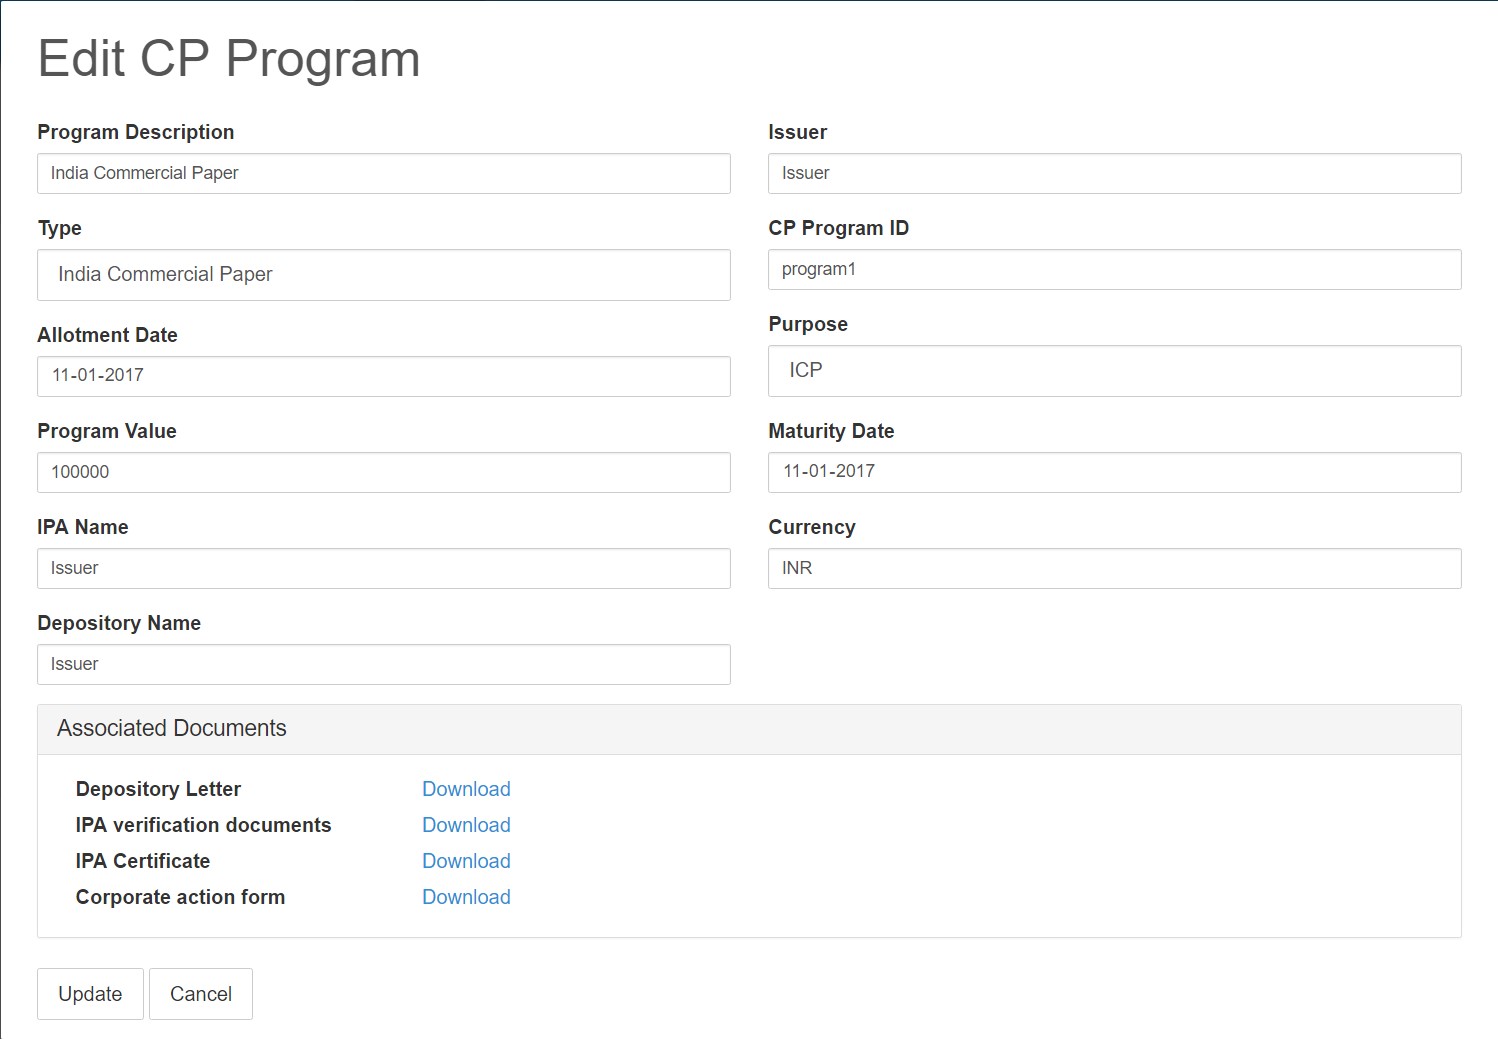 Edit CP Program
Program Description
India Commercial Paper
Issuer
Issuer
Type
India Commercial Paper
CP Program ID
program1
Allotment Date
11-01-2017
Purpose
ICP
Program Value
100000
Maturity Date
11-01-2017
IPA Name
Issuer
Currency
INR
Depository Name
Issuer
Associated Documents
Depository Letter Download
IPA verification documents Download
IPA Certificate Download
Corporate action form Download
Update Cancel